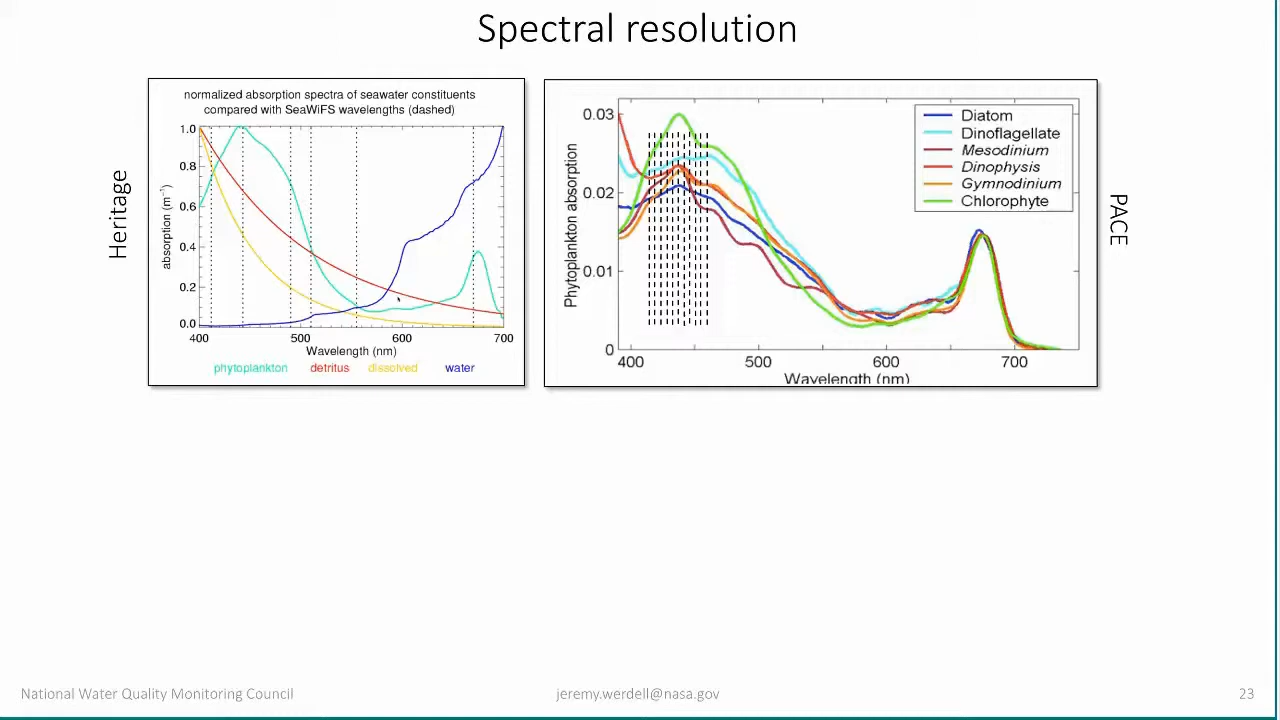 Spectral resolution
Heritage
normalized absorption spectra of seawater constituents
compared with SeaWiFS wavelengths (dashed)
absorption (m⁻¹)
1.0
0.8
0.6
0.4
0.2
0.0
400 500 600 700
Wavelength (nm)
phytoplankton detritus dissolved water
Phytoplankton absorption
0.03
0.02
0.01
0
400 500 600 700
Wavelength (nm)
Diatom
Dinoflagellate
Mesodinium
Dinophysis
Gymnodinium
Chlorophyte
PACE
National Water Quality Monitoring Council jeremy.werdell@nasa.gov 23